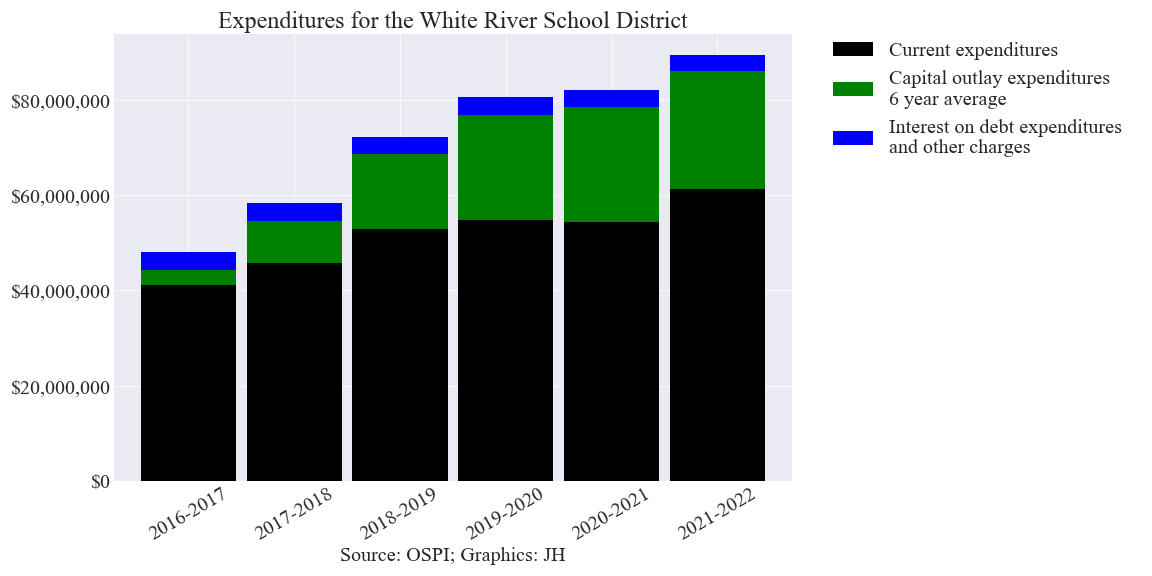 Expenditures for the White River School District
Current expenditures
Capital outlay expenditures
6 year average
Interest on debt expenditures
and other charges
$80,000,000
$60,000,000
$40,000,000
$20,000,000
$0
2016-2017
2017-2018
2018-2019
2019-2020
2020-2021
2021-2022
Source: OSPI; Graphics: JH